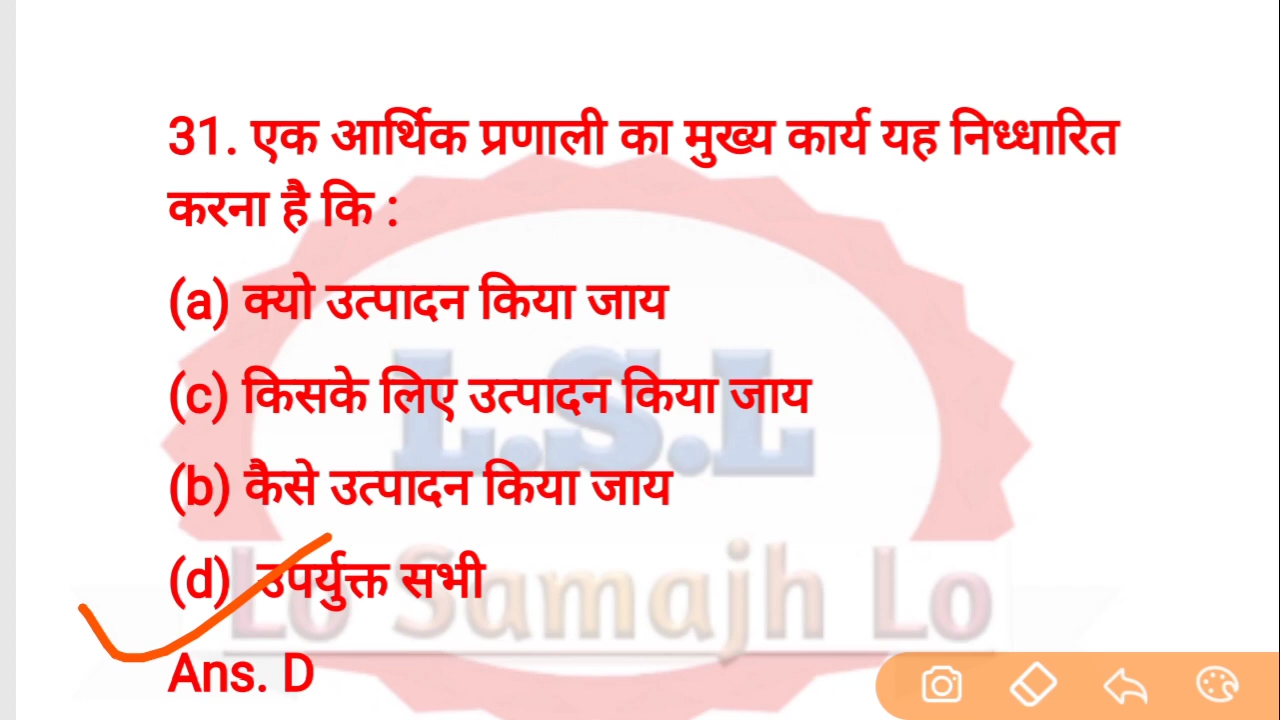 31. एक आर्थिक प्रणाली का मुख्य कार्य यह निध्धारित
करना है कि :
(a) क्यो उत्पादन किया जाय
(c) किसके लिए उत्पादन किया जाय
L.S.L
(b) कैसे उत्पादन किया जाय
(d) उपर्युक्त सभी
Lo Samajh Lo
Ans. D